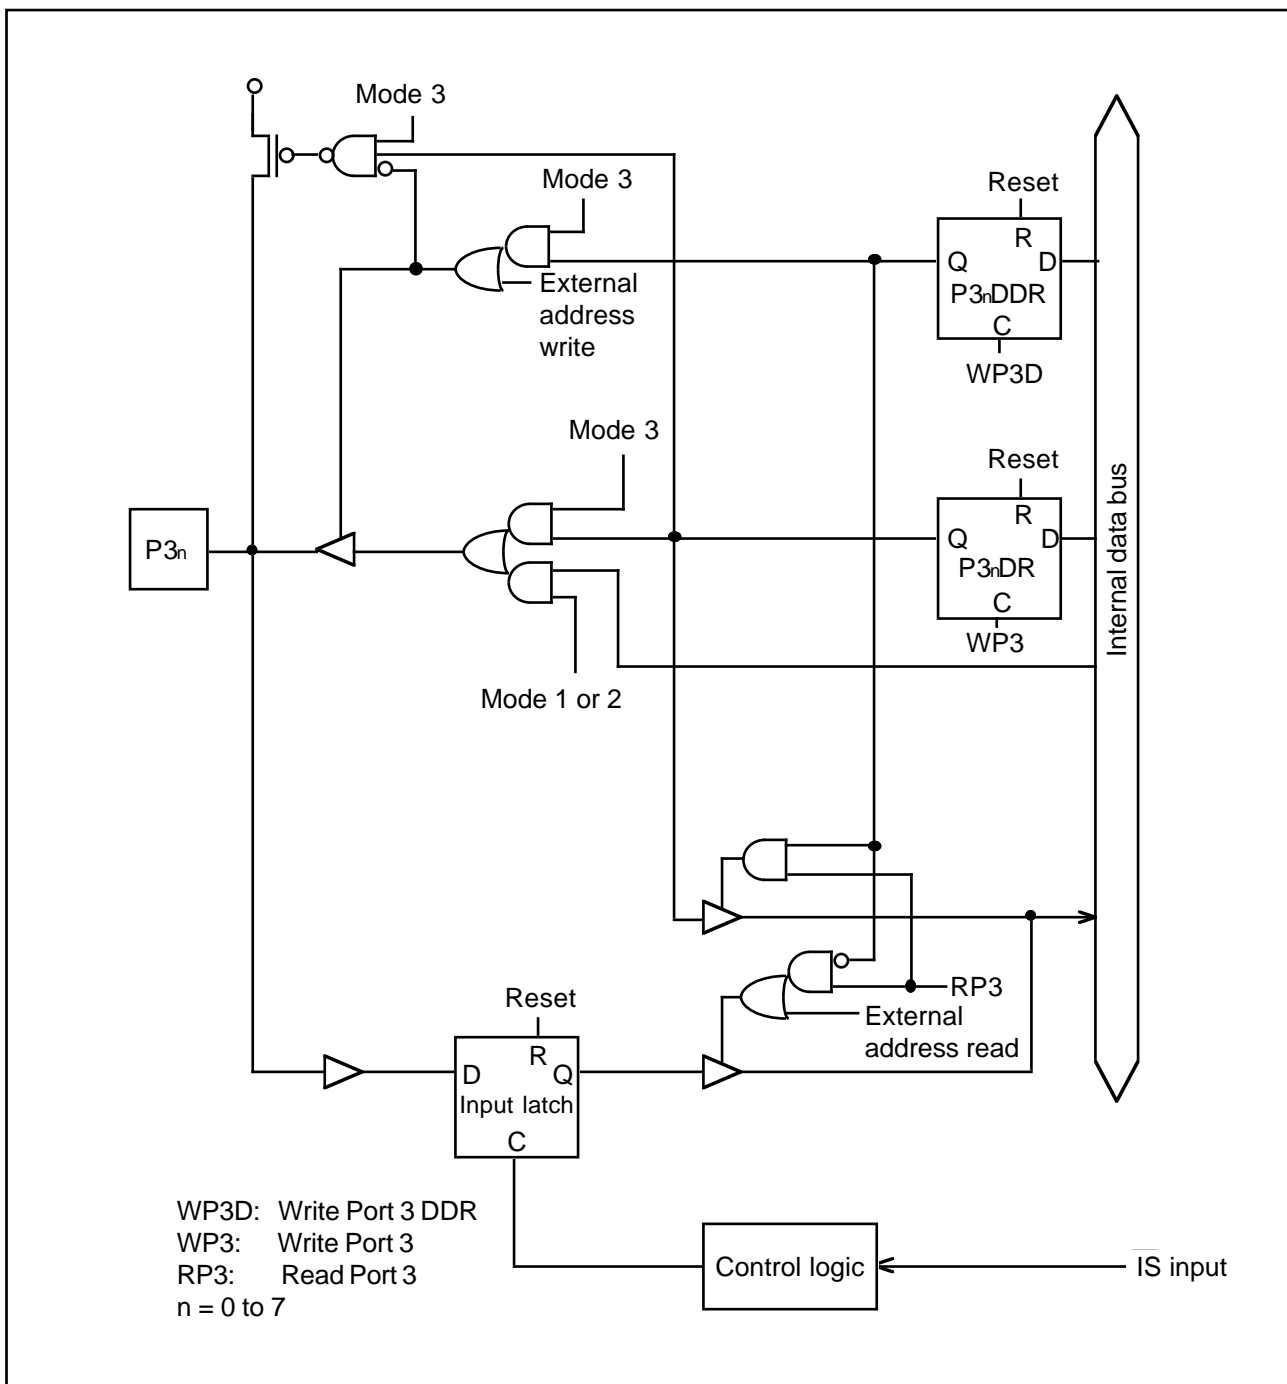 Mode 3
Mode 3
Reset
R
Q
D
P3nDDR
C
WP3D
External
address
write
Mode 3
Reset
R
Q
D
P3nDR
C
WP3
P3n
Internal data bus
Mode 1 or 2
RP3
External
address read
Reset
R
D
Q
Input latch
C
WP3D: Write Port 3 DDR
WP3: Write Port 3
RP3: Read Port 3
n = 0 to 7
Control logic
I̅S̅ input